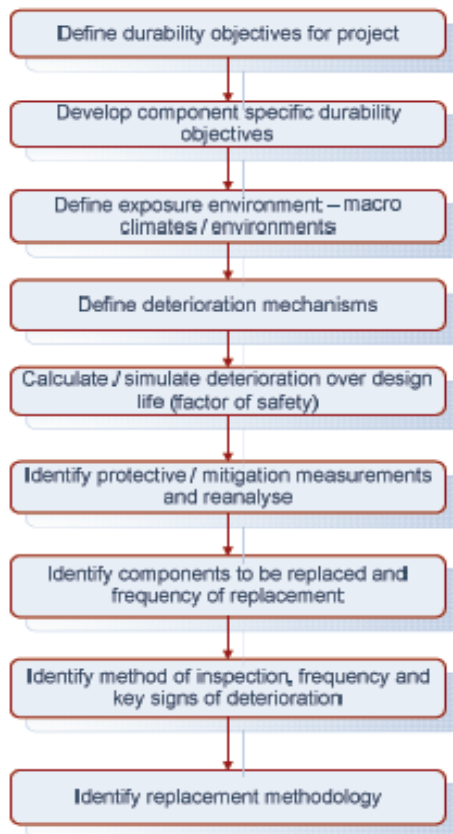 Define durability objectives for project
Develop component specific durability
objectives
Define exposure environment – macro
climates / environments
Define deterioration mechanisms
Calculate / simulate deterioration over design
life (factor of safety)
Identify protective / mitigation measurements
and reanalyse
Identify components to be replaced and
frequency of replacement
Identify method of inspection, frequency and
key signs of deterioration
Identify replacement methodology